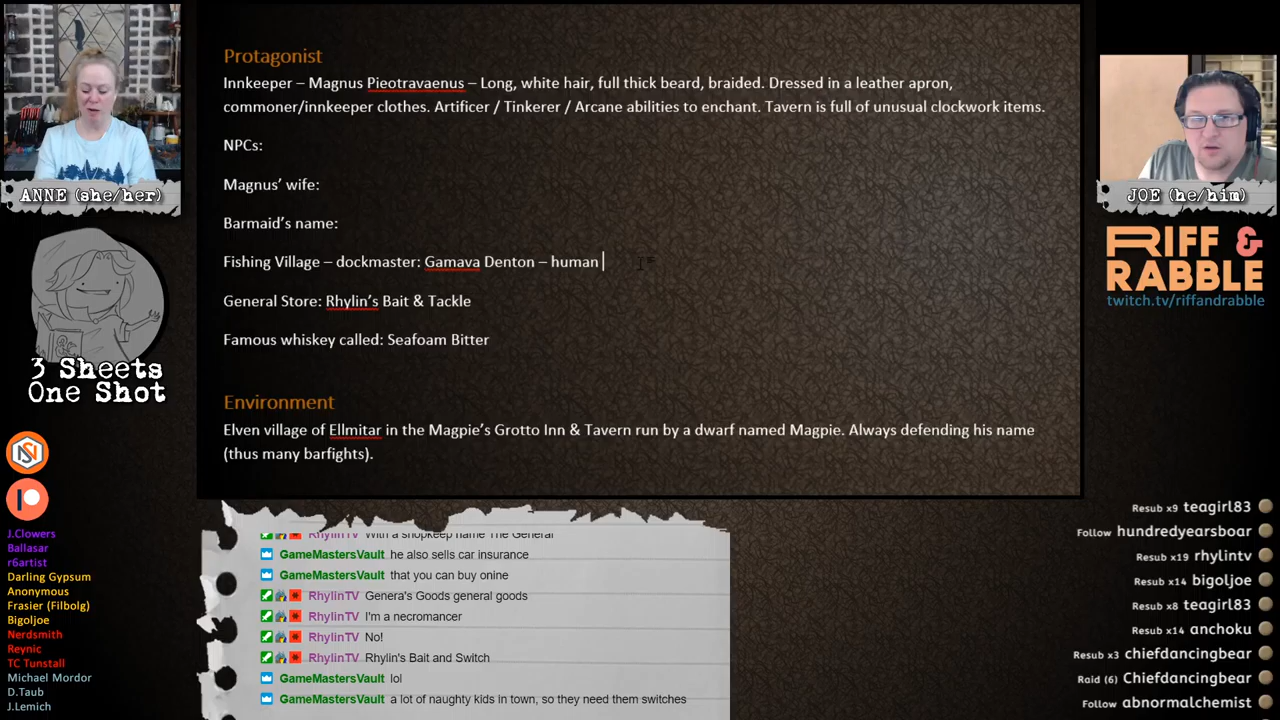 Protagonist
Innkeeper – Magnus Pieotravaenus – Long, white hair, full thick beard, braided. Dressed in a leather apron,
commoner/innkeeper clothes. Artificer / Tinkerer / Arcane abilities to enchant. Tavern is full of unusual clockwork items.
NPCs:
Magnus’ wife:
Barmaid’s name:
Fishing Village – dockmaster: Gamava Denton – human
General Store: Rhylin’s Bait & Tackle
Famous whiskey called: Seafoam Bitter
Environment
Elven village of Ellmitar in the Magpie’s Grotto Inn & Tavern run by a dwarf named Magpie. Always defending his name
(thus many barfights).
ANNE (she/her)
3 Sheets
One Shot
J.Clowers
Ballasar
r6artist
Darling Gypsum
Anonymous
Frasier (Filbolg)
Bigoljoe
Nerdsmith
Reynic
TC Tunstall
Michael Mordor
D.Taub
J.Lemich
RhylinTV With a shopkeep name The General
GameMastersVault he also sells car insurance
GameMastersVault that you can buy onine
RhylinTV Genera's Goods general goods
RhylinTV I'm a necromancer
RhylinTV No!
RhylinTV Rhylin's Bait and Switch
GameMastersVault lol
GameMastersVault a lot of naughty kids in town, so they need them switches
JOE (he/him)
RIFF &
RABBLE
twitch.tv/riffandrabble
Resub x9 teagirl83
Follow hundredyearsboar
Resub x19 rhylintv
Resub x14 bigoljoe
Resub x8 teagirl83
Resub x14 anchoku
Resub x3 chiefdancingbear
Raid (6) Chiefdancingbear
Follow abnormalchemist